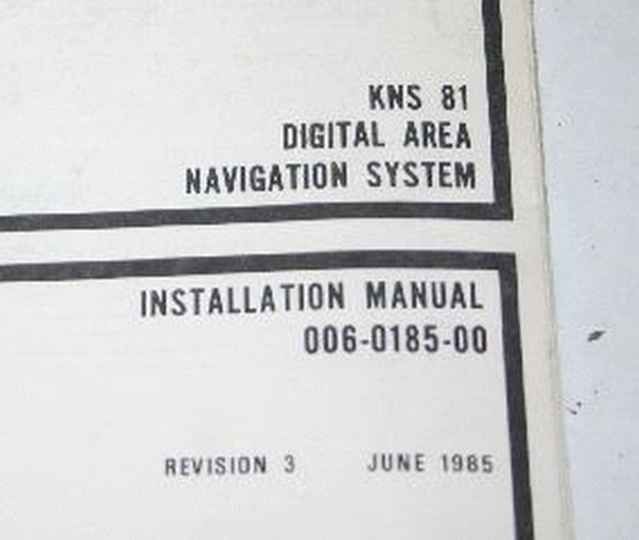 KNS 81
DIGITAL AREA
NAVIGATION SYSTEM
INSTALLATION MANUAL
006-0185-00
REVISION 3 JUNE 1985